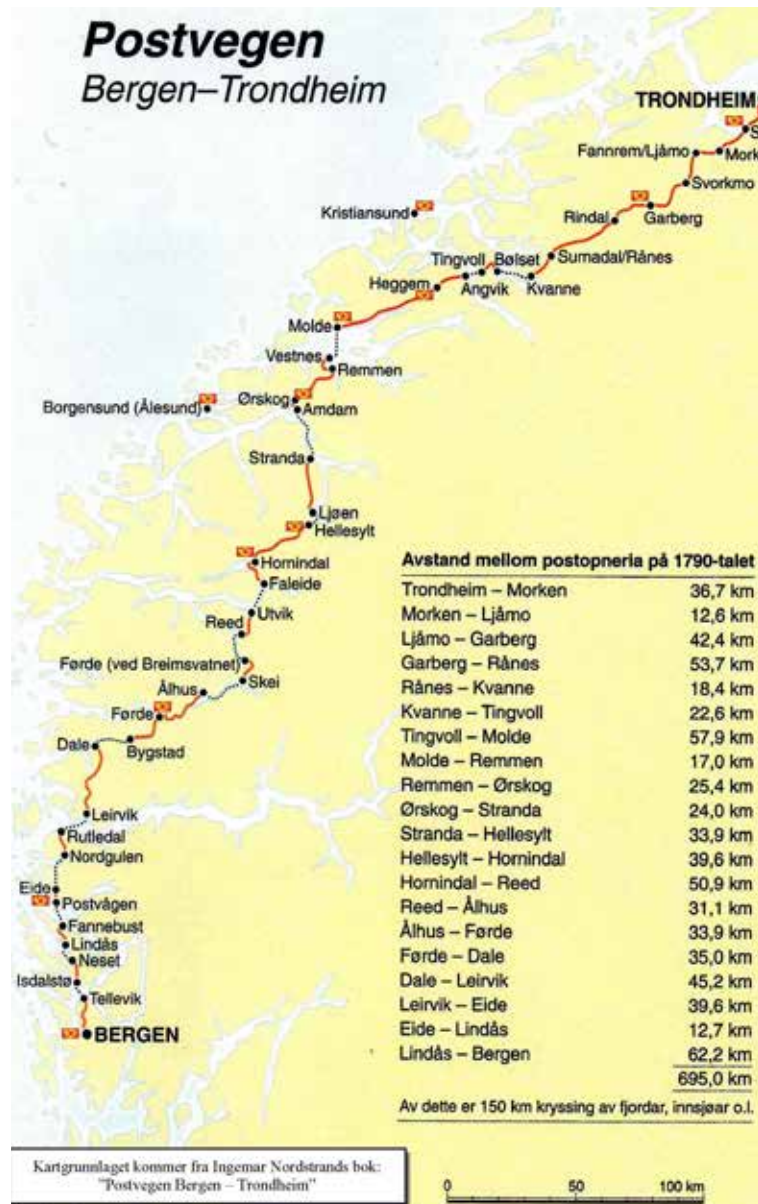 Postvegen
Bergen–Trondheim
TRONDHEIM
S
Fannrem/Ljåmo
Mork
Svorkmo
Kristiansund
Rindal
Garberg
Tingvoll
Bølset
Surnadal/Rånes
Heggem
Angvik
Kvanne
Molde
Vestnes
Remmen
Ørskog
Borgensund (Ålesund)
Amdam
Stranda
Ljøen
Hellesylt
Hornindal
Faleide
Utvik
Reed
Førde (ved Breimsvatnet)
Skei
Ålhus
Førde
Bygstad
Dale
Leirvik
Rutledal
Nordgulen
Eide
Postvågen
Fannebust
Lindås
Neset
Isdalstø
Tellevik
BERGEN
Avstand mellom postopneria på 1790-talet
Trondheim – Morken 36,7 km
Morken – Ljåmo 12,6 km
Ljåmo – Garberg 42,4 km
Garberg – Rånes 53,7 km
Rånes – Kvanne 18,4 km
Kvanne – Tingvoll 22,6 km
Tingvoll – Molde 57,9 km
Molde – Remmen 17,0 km
Remmen – Ørskog 25,4 km
Ørskog – Stranda 24,0 km
Stranda – Hellesylt 33,9 km
Hellesylt – Hornindal 39,6 km
Hornindal – Reed 50,9 km
Reed – Ålhus 31,1 km
Ålhus – Førde 33,9 km
Førde – Dale 35,0 km
Dale – Leirvik 45,2 km
Leirvik – Eide 39,6 km
Eide – Lindås 12,7 km
Lindås – Bergen 62,2 km
695,0 km
Av dette er 150 km kryssing av fjordar, innsjøar o.l.
Kartgrunnlaget kommer fra Ingemar Nordstrands bok:
"Postvegen Bergen – Trondheim"
0 50 100 km